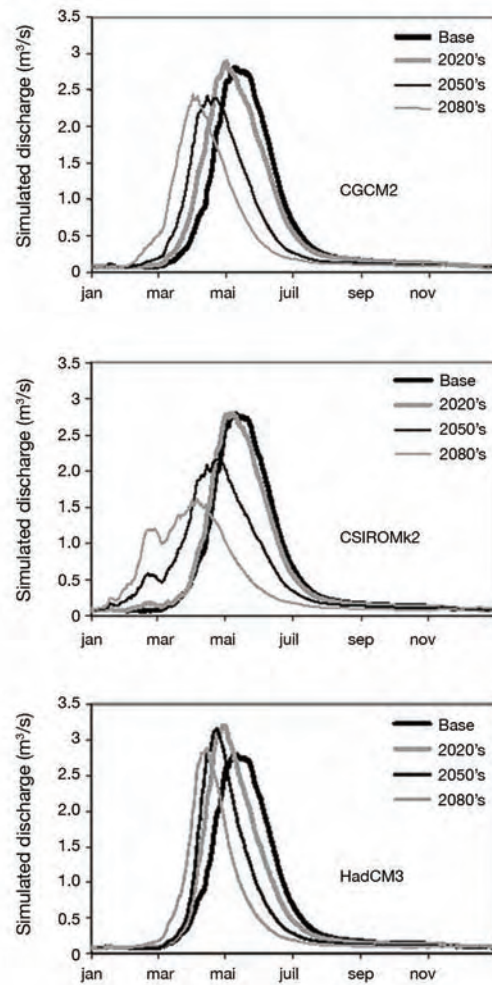 Simulated discharge (m³/s)
3.5
3.0
2.5
2.0
1.5
1.0
0.5
0
Base
2020's
2050's
2080's
CGCM2
jan mar mai juil sep nov
Simulated discharge (m³/s)
3.5
3.0
2.5
2.0
1.5
1.0
0.5
0
Base
2020's
2050's
2080's
CSIROMk2
jan mar mai juil sep nov
Simulated discharge (m³/s)
3.5
3.0
2.5
2.0
1.5
1.0
0.5
0
Base
2020's
2050's
2080's
HadCM3
jan mar mai juil sep nov